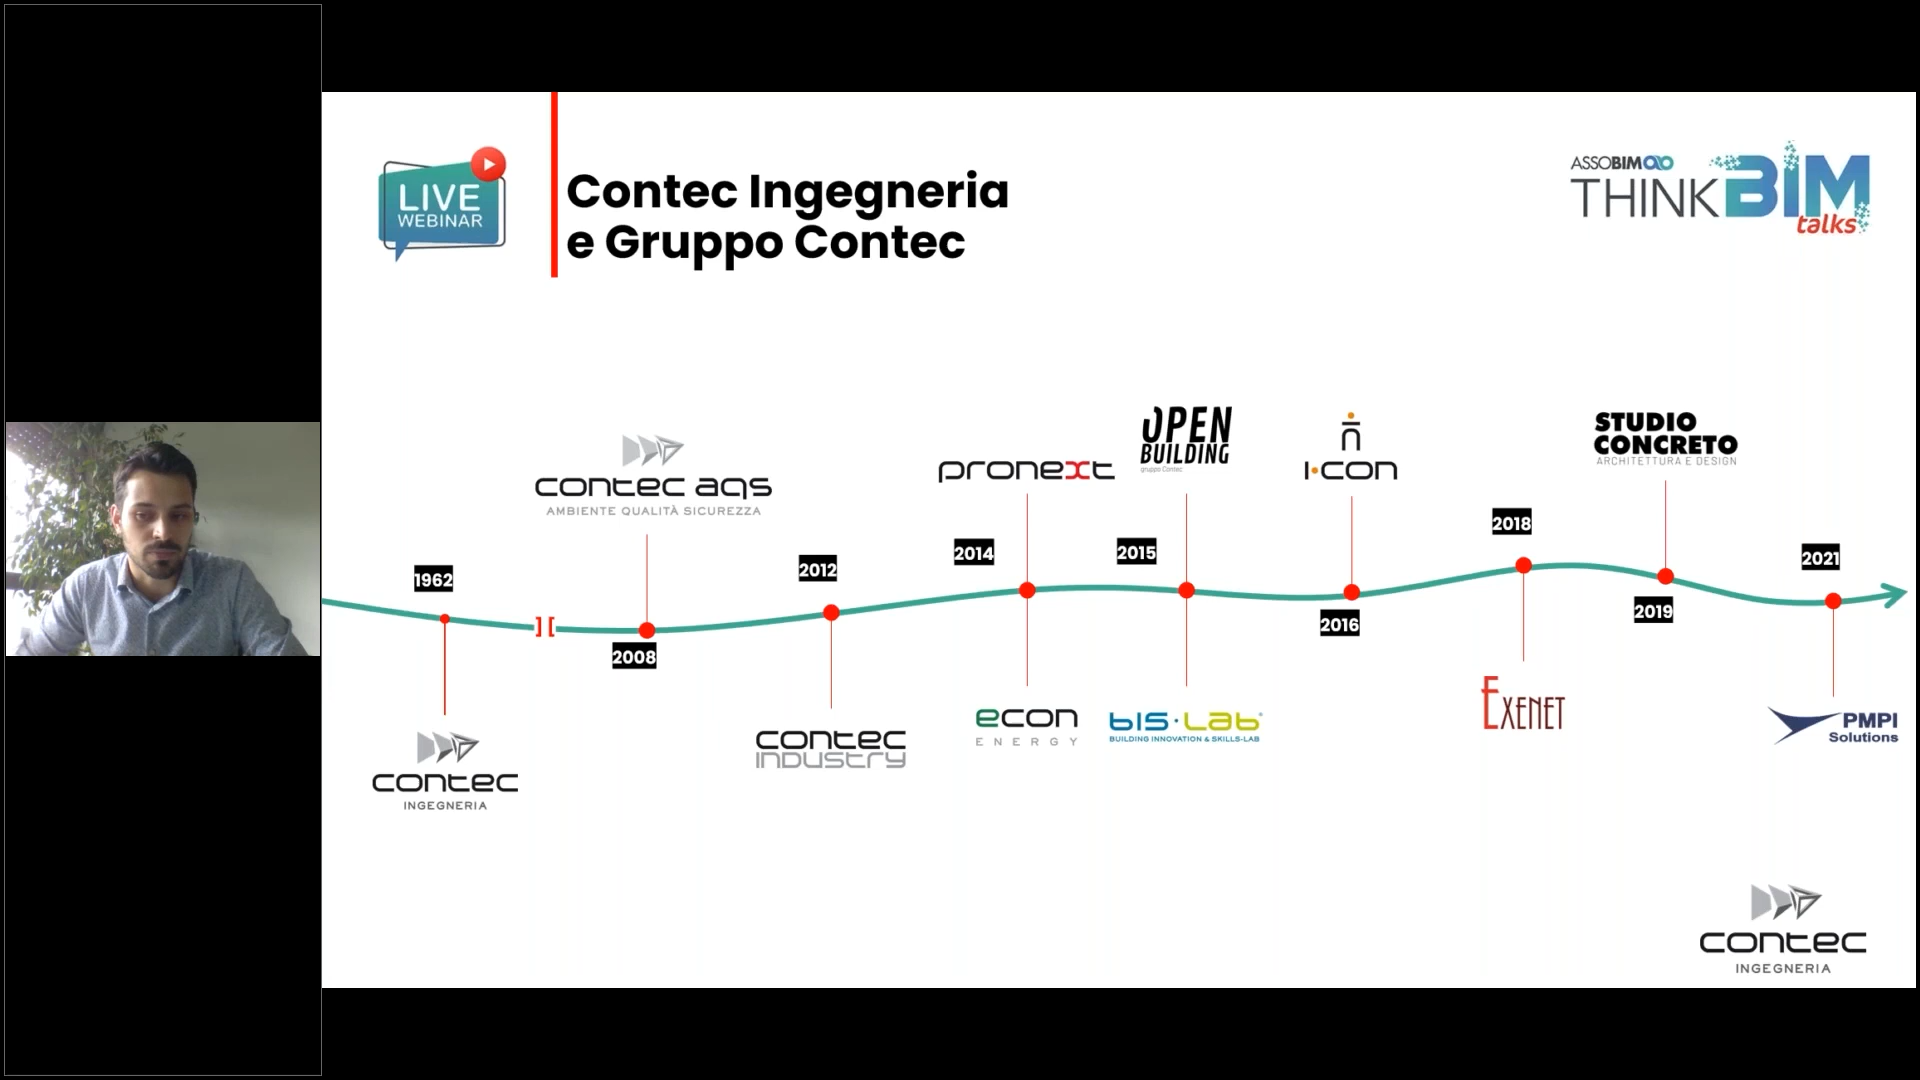 LIVE
WEBINAR
Contec Ingegneria
e Gruppo Contec
ASSOBIM
THINKBIM
talks
contec aqs
AMBIENTE QUALITÀ SICUREZZA
pronext
OPEN
BUILDING
gruppo Contec
i•con
STUDIO
CONCRETO
ARCHITETTURA E DESIGN
1962
2008
2012
2014
2015
2016
2018
2019
2021
contec
INGEGNERIA
contec
industry
econ
ENERGY
bis•Lab®
BUILDING INNOVATION & SKILLS-LAB
EXENET
PMPI
Solutions
contec
INGEGNERIA